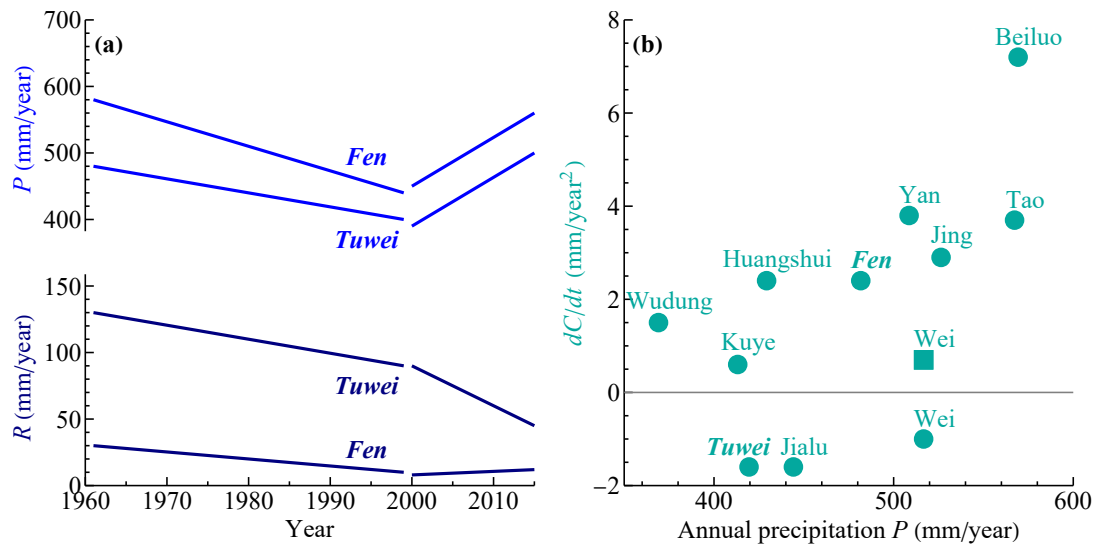 (a)
700
600
500
400
P (mm/year)
Fen
Tuwei
150
100
50
0
R (mm/year)
Tuwei
Fen
1960 1970 1980 1990 2000 2010
Year
(b)
8
6
4
2
0
−2
dC/dt (mm/year²)
Beiluo
Yan
Tao
Jing
Huangshui
Fen
Wudung
Kuye
Wei
Wei
Tuwei
Jialu
400 500 600
Annual precipitation P (mm/year)